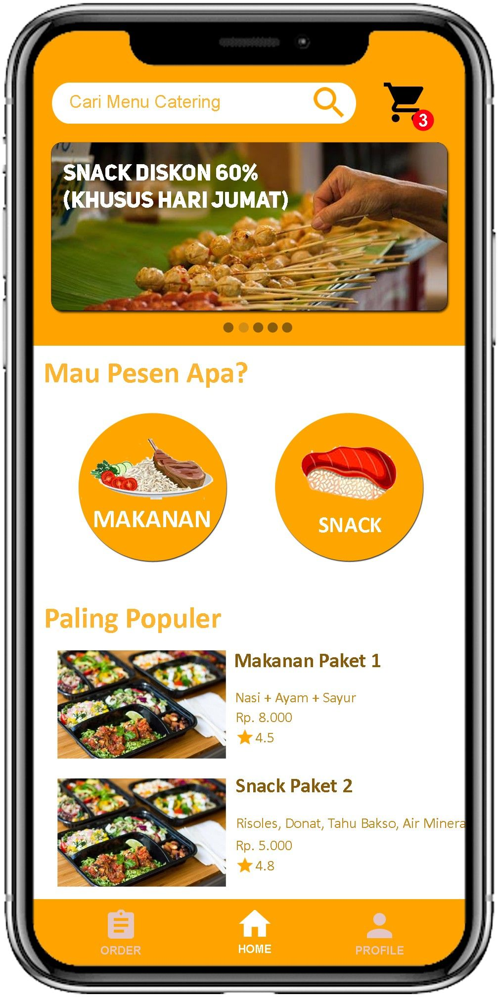 Cari Menu Catering
3
SNACK DISKON 60%
(KHUSUS HARI JUMAT)
Mau Pesen Apa?
MAKANAN
SNACK
Paling Populer
Makanan Paket 1
Nasi + Ayam + Sayur
Rp. 8.000
4.5
Snack Paket 2
Risoles, Donat, Tahu Bakso, Air Minera
Rp. 5.000
4.8
ORDER
HOME
PROFILE